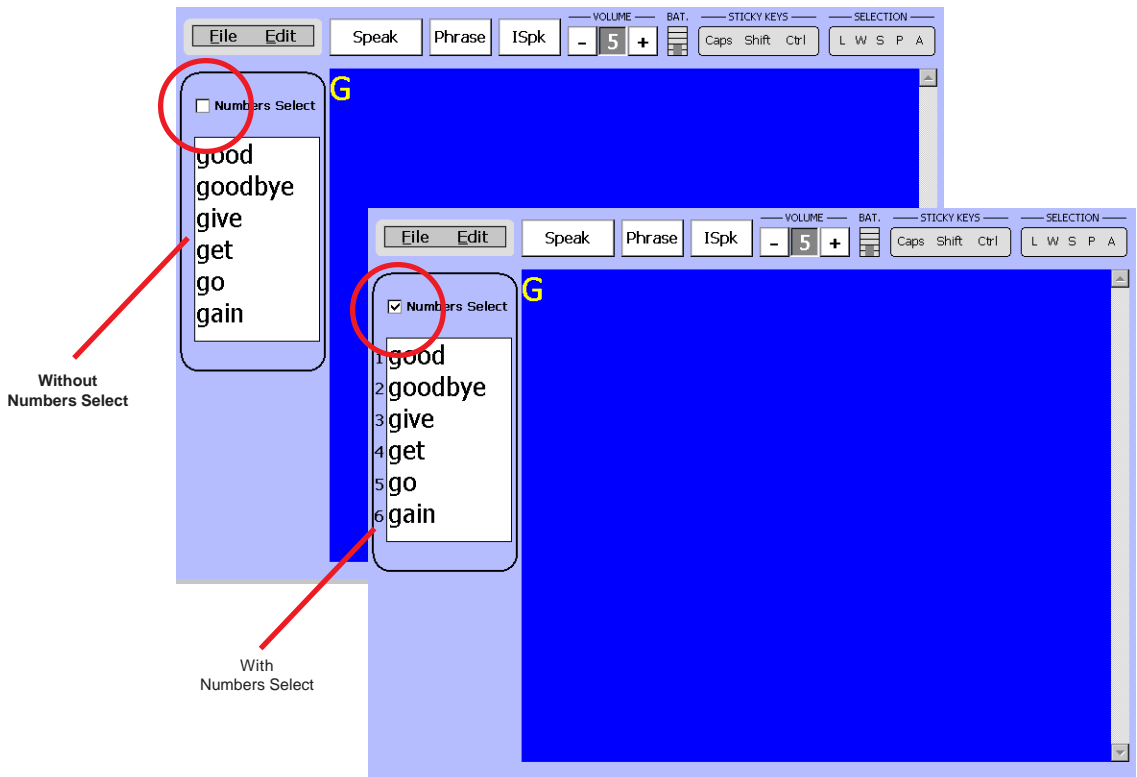 VOLUME BAT. STICKY KEYS SELECTION
File Edit Speak Phrase ISpk - 5 + Caps Shift Ctrl L W S P A
Numbers Select
G
good
goodbye
give
get
go
gain
Without
Numbers Select
VOLUME BAT. STICKY KEYS SELECTION
File Edit Speak Phrase ISpk - 5 + Caps Shift Ctrl L W S P A
Numbers Select
G
1 good
2 goodbye
3 give
4 get
5 go
6 gain
With
Numbers Select